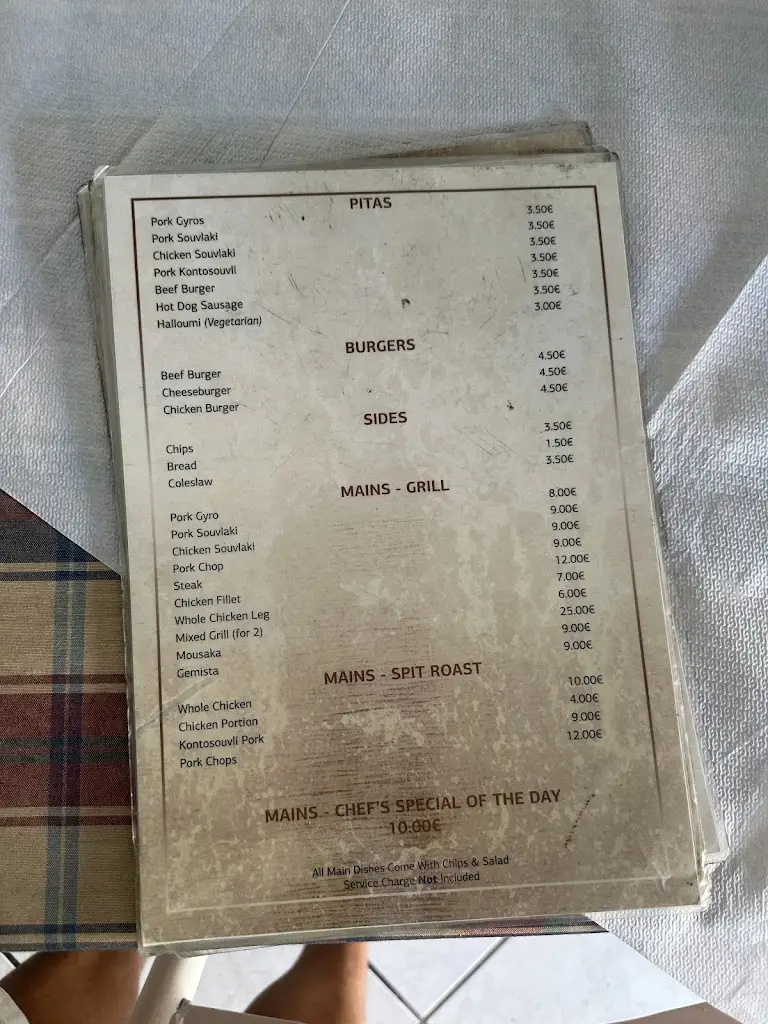 PITAS
Pork Gyros 3.50€
Pork Souvlaki 3.50€
Chicken Souvlaki 3.50€
Pork Kontosouvli 3.50€
Beef Burger 3.50€
Hot Dog Sausage 3.50€
Halloumi (Vegetarian) 3.00€
BURGERS
Beef Burger 4.50€
Cheeseburger 4.50€
Chicken Burger 4.50€
SIDES
Chips 3.50€
Bread 1.50€
Coleslaw 3.50€
MAINS - GRILL
Pork Gyro 8.00€
Pork Souvlaki 9.00€
Chicken Souvlaki 9.00€
Pork Chop 9.00€
Steak 12.00€
Chicken Fillet 7.00€
Whole Chicken Leg 6.00€
Mixed Grill (for 2) 25.00€
Mousaka 9.00€
Gemista 9.00€
MAINS - SPIT ROAST
Whole Chicken 10.00€
Chicken Portion 4.00€
Kontosouvli Pork 9.00€
Pork Chops 12.00€
MAINS - CHEF'S SPECIAL OF THE DAY
10.00€
All Main Dishes Come With Chips & Salad
Service Charge Not Included